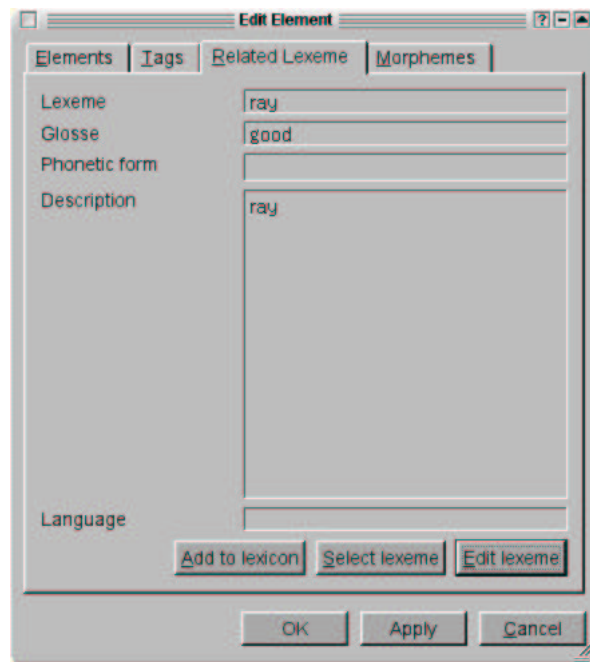 Edit Element ?
Elements Tags Related Lexeme Morphemes
Lexeme ray
Glosse good
Phonetic form
Description ray
Language
Add to lexicon Select lexeme Edit lexeme
OK Apply Cancel